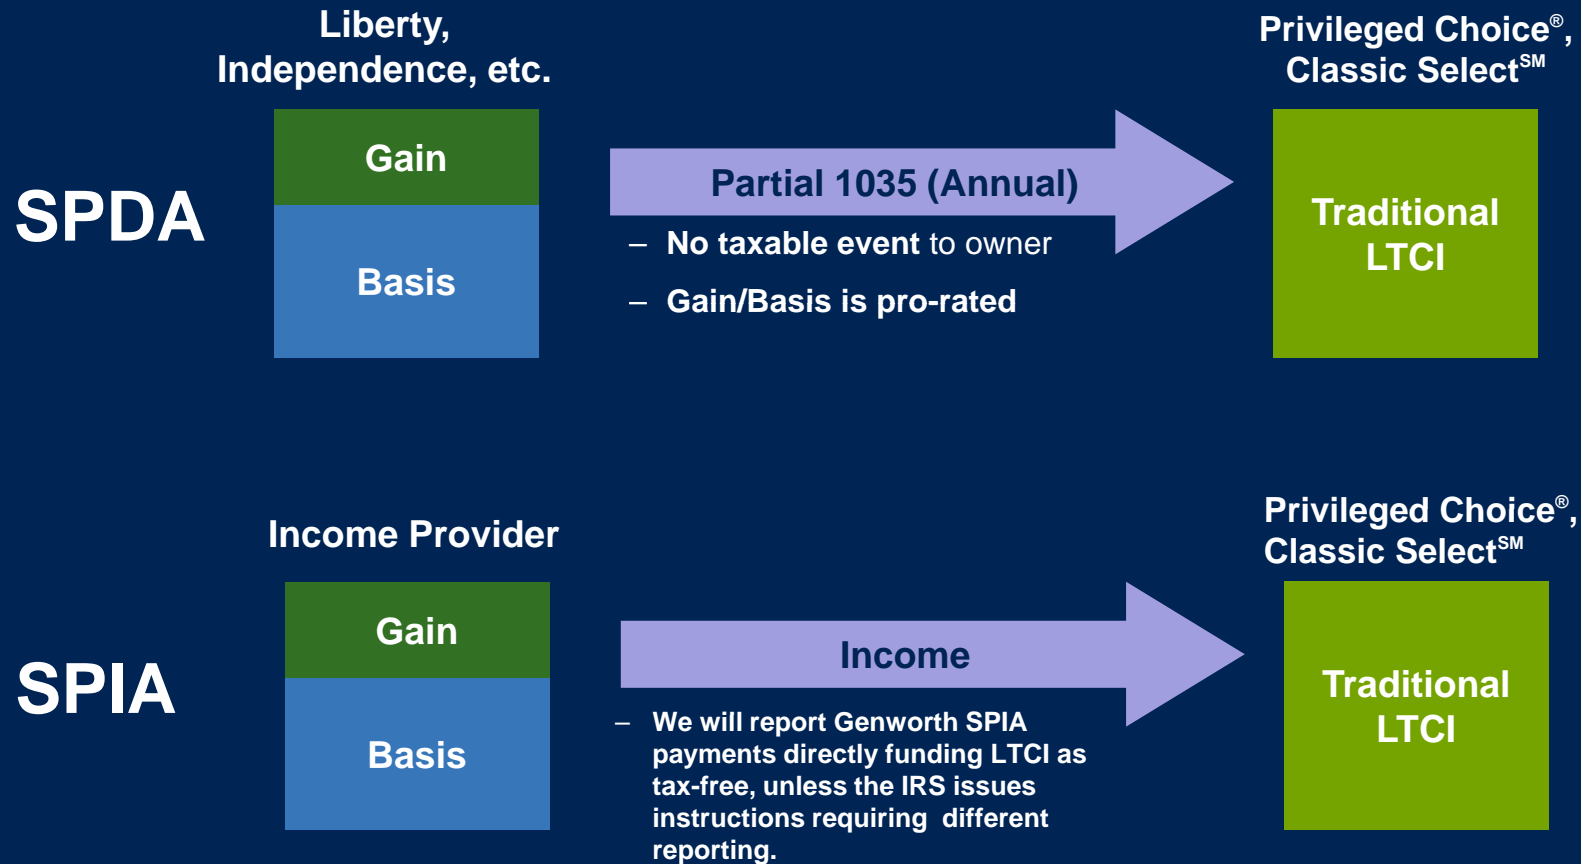 Liberty,
Independence, etc.
Privileged Choice®,
Classic Select℠
SPDA
Gain
Basis
Partial 1035 (Annual)
– No taxable event to owner
– Gain/Basis is pro-rated
Traditional
LTCI
Income Provider
Privileged Choice®,
Classic Select℠
SPIA
Gain
Basis
Income
– We will report Genworth SPIA
payments directly funding LTCI as
tax-free, unless the IRS issues
instructions requiring different
reporting.
Traditional
LTCI